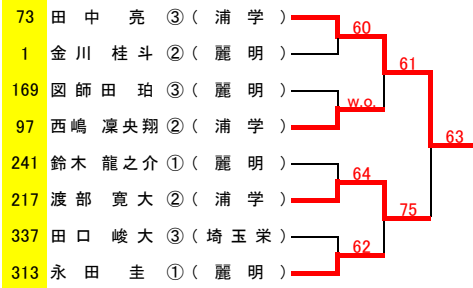 73 田中 亮 ③ ( 浦 学 )
60
1 金川 桂斗 ② ( 麗 明 )
61
169 図師田 珀 ③ ( 麗 明 )
w.o.
97 西嶋 凜央翔 ② ( 浦 学 )
63
241 鈴木 龍之介 ① ( 麗 明 )
64
217 渡部 寛大 ② ( 浦 学 )
75
337 田口 峻大 ③ ( 埼 玉 栄 )
62
313 永田 圭 ① ( 麗 明 )